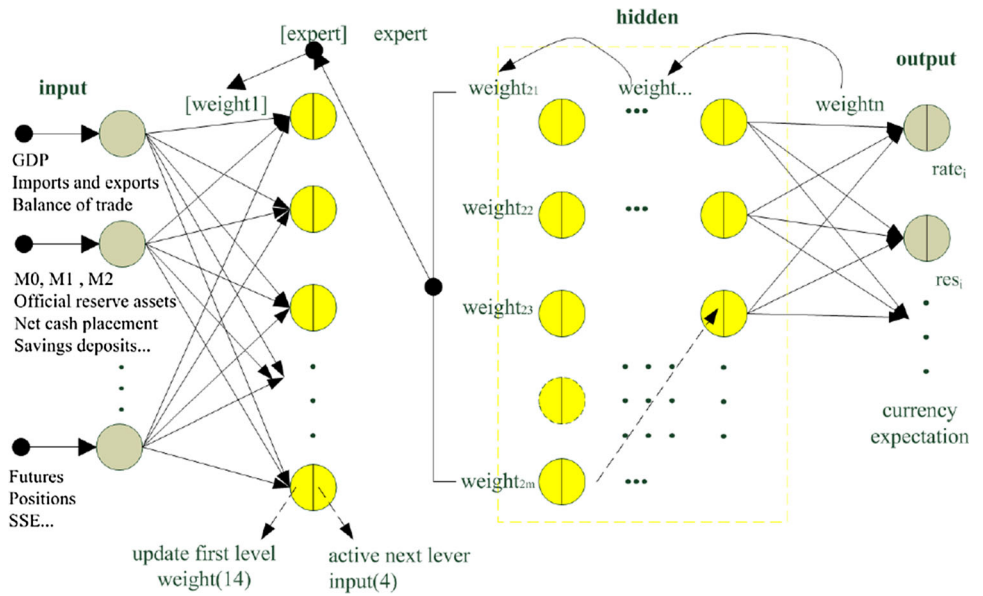 hidden
[expert] expert
input
output
[weight1]
weight21
weight...
weightn
GDP
Imports and exports
Balance of trade
ratei
weight22
M0, M1 , M2
Official reserve assets
Net cash placement
Savings deposits...
resi
weight23
currency
expectation
Futures
Positions
SSE...
weight2m
update first level
weight(14)
active next lever
input(4)